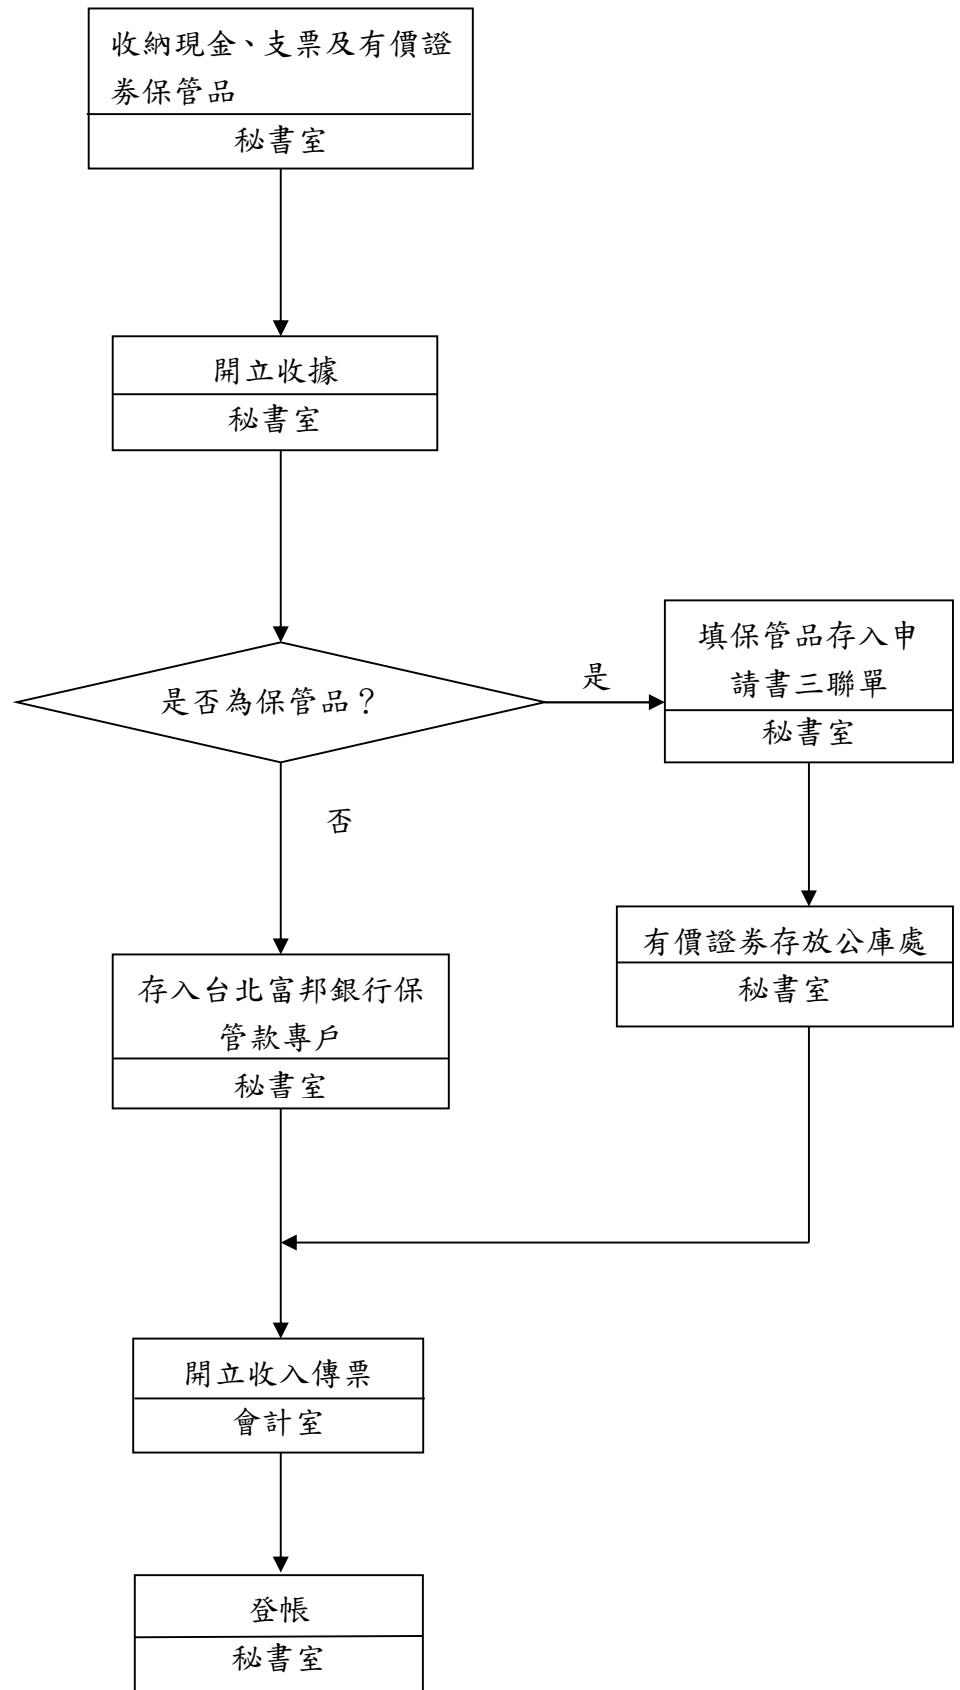 收納現金、支票及有價證
券保管品
秘書室
開立收據
秘書室
是否為保管品？
是
填保管品存入申
請書三聯單
秘書室
否
有價證券存放公庫處
秘書室
存入台北富邦銀行保
管款專戶
秘書室
開立收入傳票
會計室
登帳
秘書室